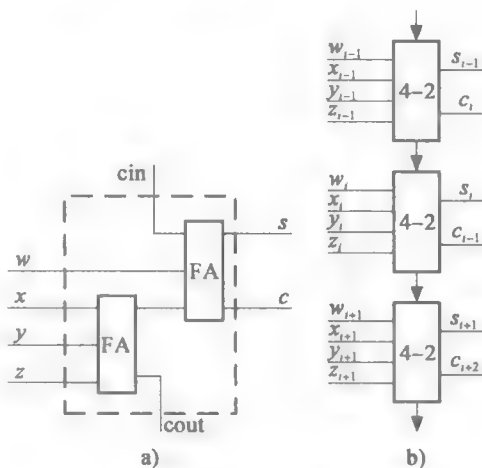 cin
w
x
y
z
FA
FA
s
c
cout
a)
w_{i-1}
x_{i-1}
y_{i-1}
z_{i-1}
4-2
s_{i-1}
c_i
w_i
x_i
y_i
z_i
4-2
s_i
c_{i-1}
w_{i+1}
x_{i+1}
y_{i+1}
z_{i+1}
4-2
s_{i+1}
c_{i+2}
b)